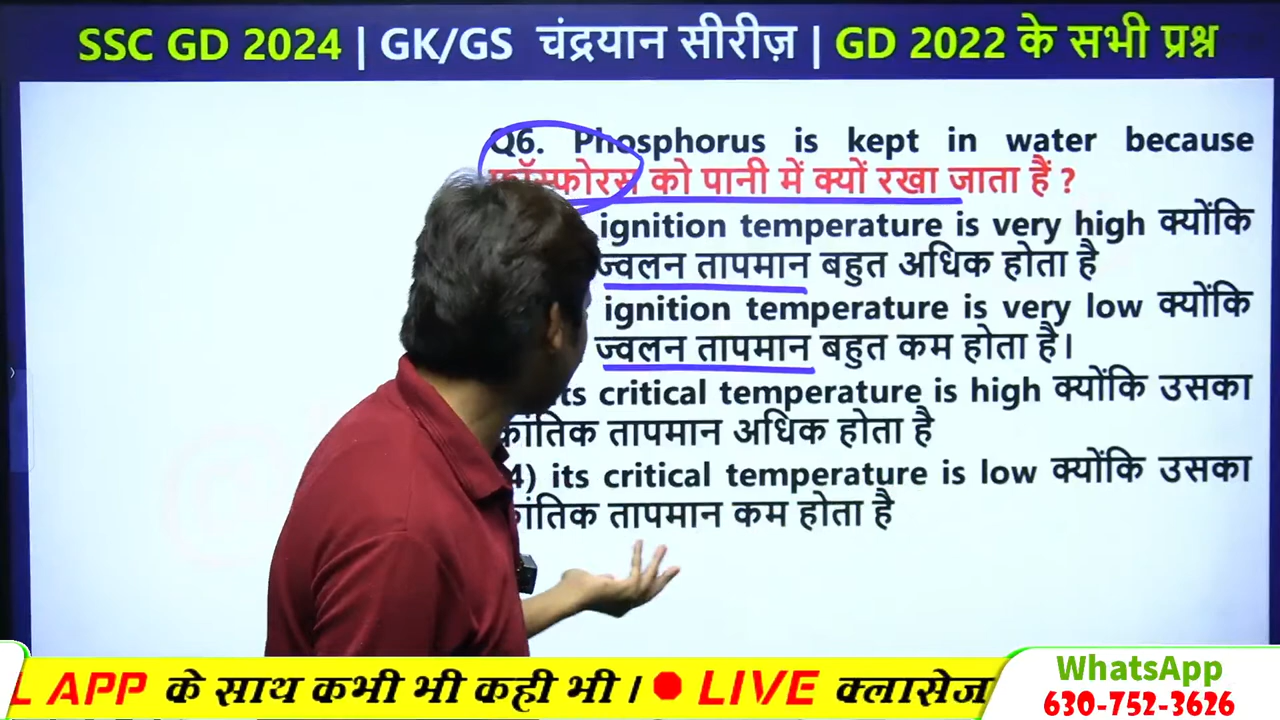 SSC GD 2024 | GK/GS चंद्रयान सीरीज़ | GD 2022 के सभी प्रश्न
Q6. Phosphorus is kept in water because
फॉस्फोरस को पानी में क्यों रखा जाता हैं ?
ignition temperature is very high क्योंकि
ज्वलन तापमान बहुत अधिक होता है
ignition temperature is very low क्योंकि
ज्वलन तापमान बहुत कम होता है।
its critical temperature is high क्योंकि उसका
क्रांतिक तापमान अधिक होता है
4) its critical temperature is low क्योंकि उसका
क्रांतिक तापमान कम होता है
APP के साथ कभी भी कही भी । LIVE क्लासेज
WhatsApp
630-752-3626